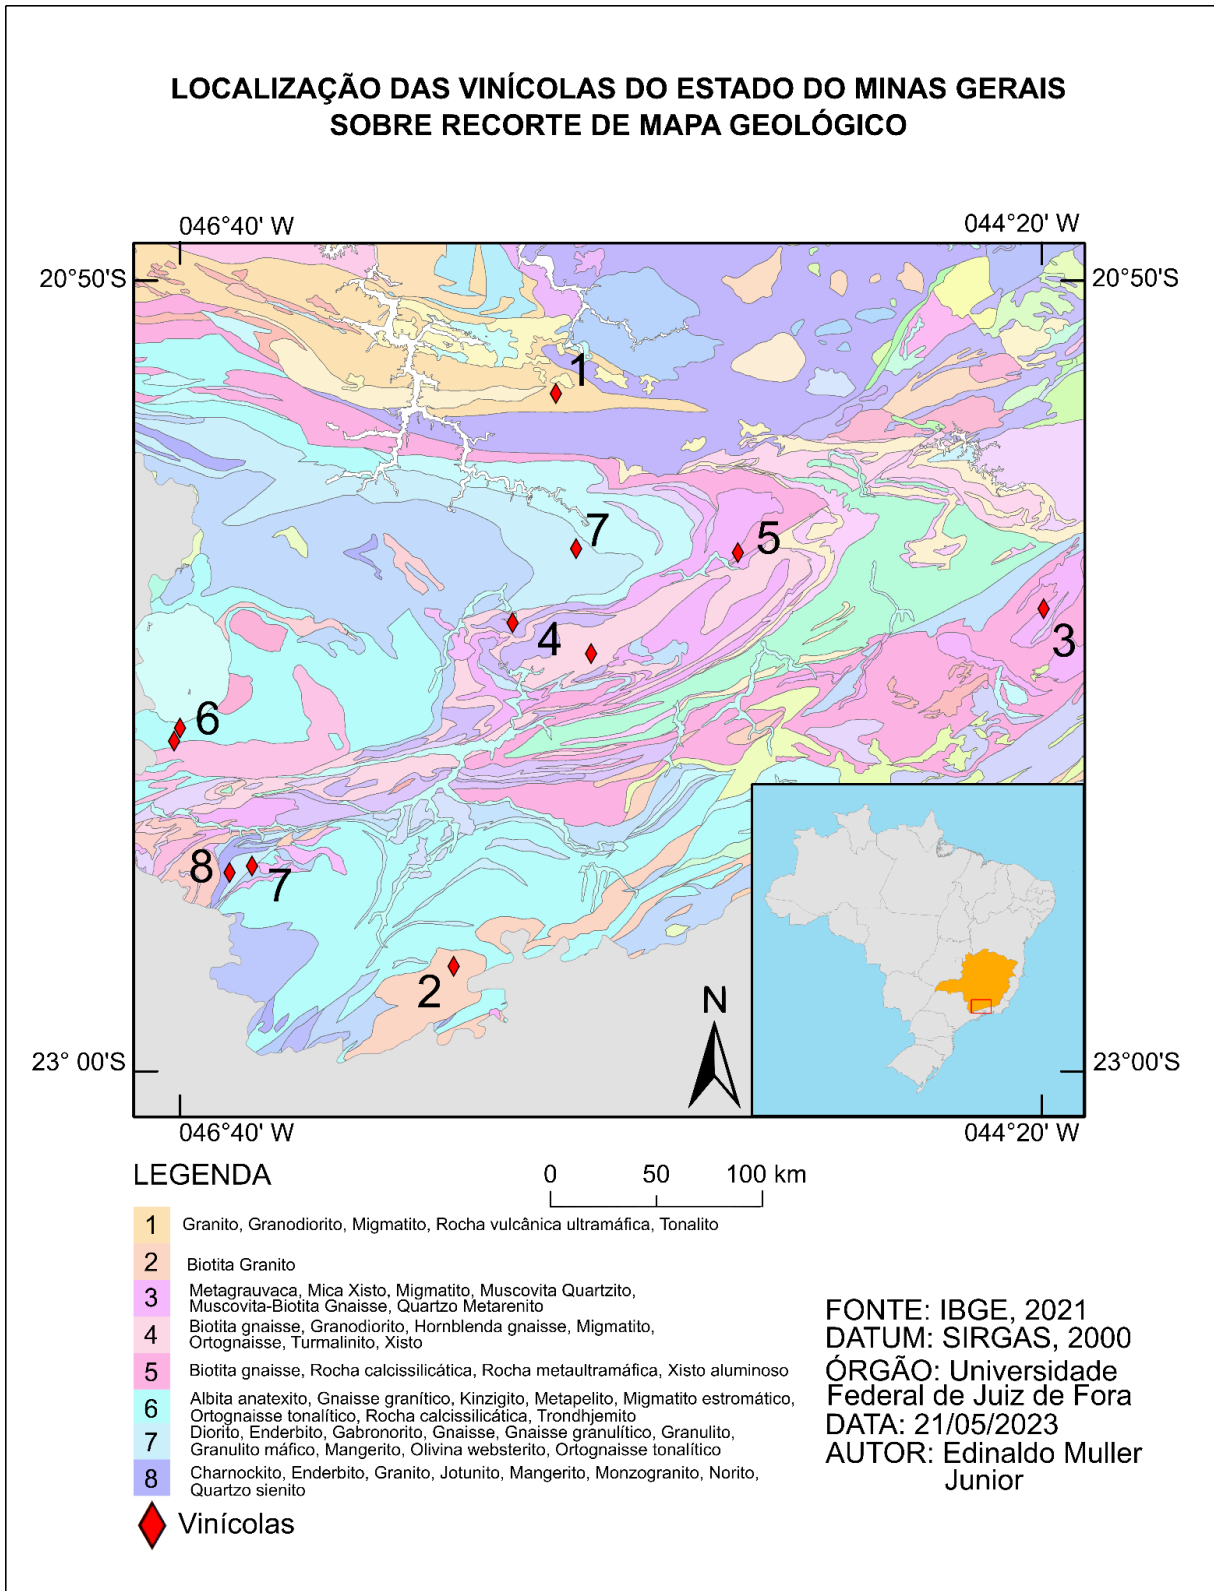 LOCALIZAÇÃO DAS VINÍCOLAS DO ESTADO DO MINAS GERAIS
SOBRE RECORTE DE MAPA GEOLÓGICO
046°40' W
044°20' W
20°50'S
20°50'S
1
7
5
4
3
6
8
7
2
N
23° 00'S
23°00'S
046°40' W
044°20' W
LEGENDA
0 50 100 km
1 Granito, Granodiorito, Migmatito, Rocha vulcânica ultramáfica, Tonalito
2 Biotita Granito
3 Metagrauvaca, Mica Xisto, Migmatito, Muscovita Quartzito,
Muscovita-Biotita Gnaisse, Quartzo Metarenito
4 Biotita gnaisse, Granodiorito, Hornblenda gnaisse, Migmatito,
Ortognaisse, Turmalinito, Xisto
5 Biotita gnaisse, Rocha calcissilicática, Rocha metaultramáfica, Xisto aluminoso
6 Albita anatexito, Gnaisse granítico, Kinzigito, Metapelito, Migmatito estromático,
Ortognaisse tonalítico, Rocha calcissilicática, Trondhjemito
7 Diorito, Enderbito, Gabronorito, Gnaisse, Gnaisse granulítico, Granulito,
Granulito máfico, Mangerito, Olivina websterito, Ortognaisse tonalítico
8 Charnockito, Enderbito, Granito, Jotunito, Mangerito, Monzogranito, Norito,
Quartzo sienito
Vinícolas
FONTE: IBGE, 2021
DATUM: SIRGAS, 2000
ÓRGÃO: Universidade
Federal de Juiz de Fora
DATA: 21/05/2023
AUTOR: Edinaldo Muller
Junior